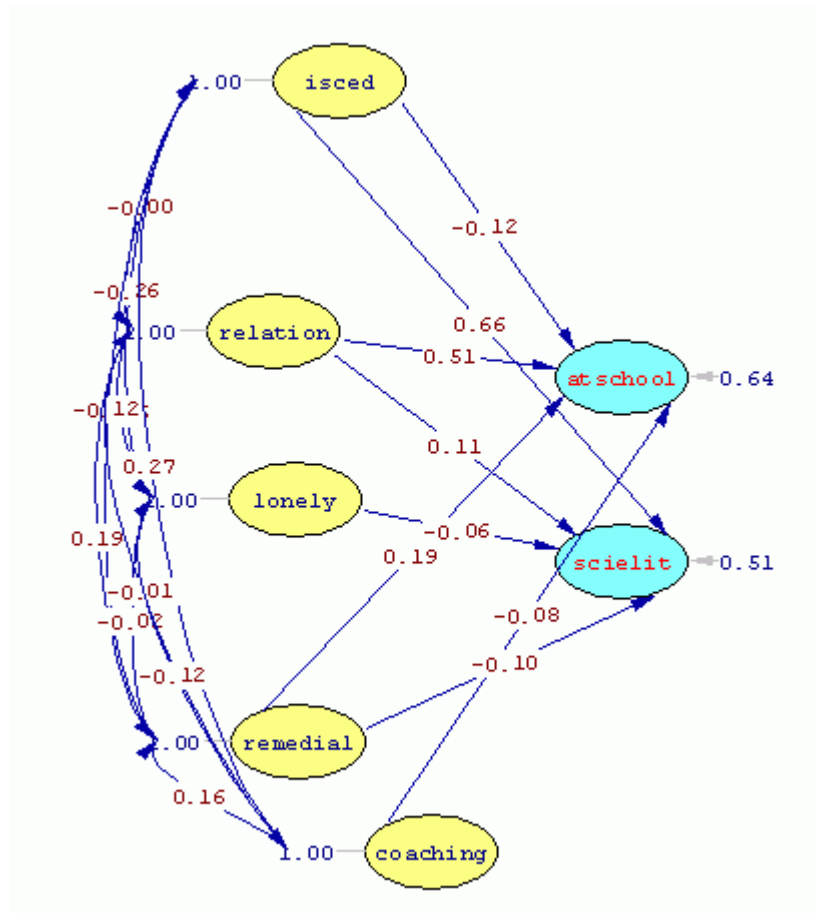 1.00 isced
-0.00
-0.12
-0.26
0.66
1.00 relation
0.51
atschool 0.64
-0.12
0.11
0.27
1.00 lonely
-0.06
0.19
0.19
scielit 0.51
-0.01
-0.02
-0.08
-0.10
-0.12
1.00 remedial
0.16
1.00 coaching